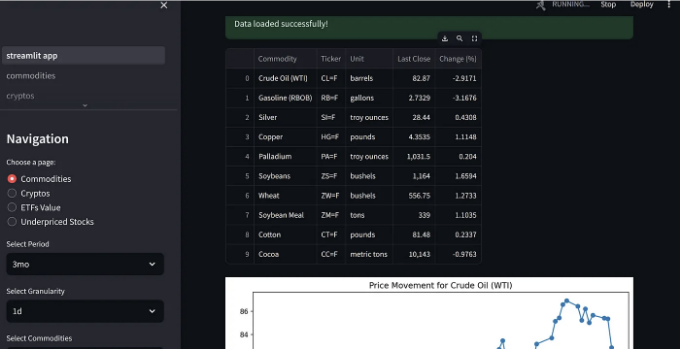 RUNNING... Stop Deploy
streamlit app
commodities
cryptos
Navigation
Choose a page:
Commodities
Cryptos
ETFs Value
Underpriced Stocks
Select Period
3mo
Select Granularity
1d
Select Commodities
Data loaded successfully!
Commodity Ticker Unit Last Close Change (%)
0 Crude Oil (WTI) CL=F barrels 82.87 -2.9171
1 Gasoline (RBOB) RB=F gallons 2.7329 -3.1676
2 Silver SI=F troy ounces 28.44 0.4308
3 Copper HG=F pounds 4.3535 1.1148
4 Palladium PA=F troy ounces 1,031.5 0.204
5 Soybeans ZS=F bushels 1,164 1.6594
6 Wheat ZW=F bushels 556.75 1.2733
7 Soybean Meal ZM=F tons 339 1.1035
8 Cotton CT=F pounds 81.48 0.2337
9 Cocoa CC=F metric tons 10,143 -0.9763
Price Movement for Crude Oil (WTI)
86
84